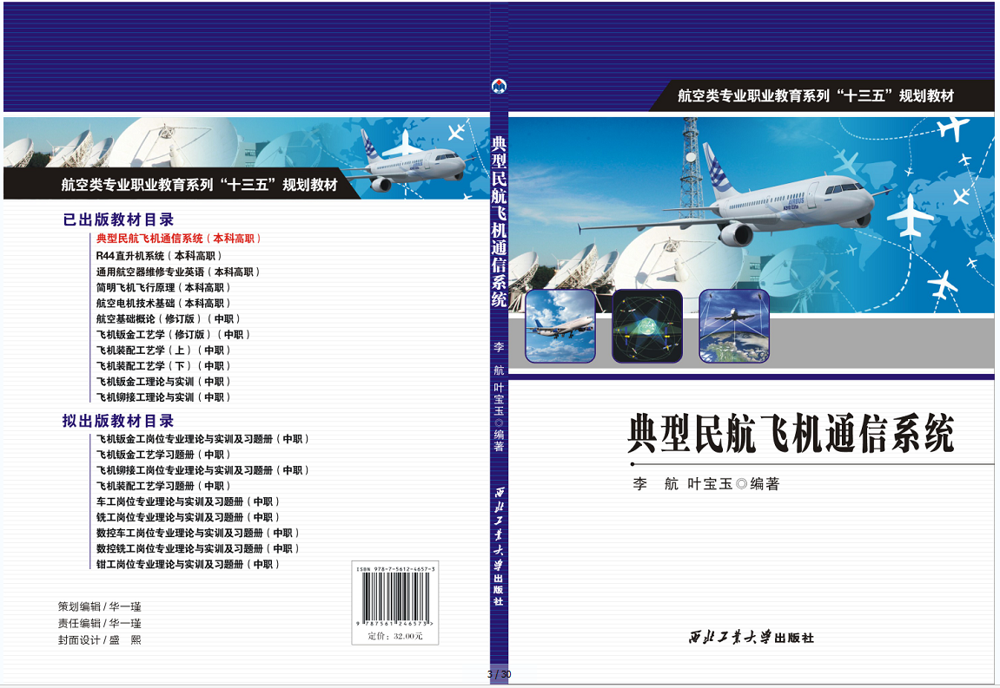 航空类专业职业教育系列“十三五”规划教材
已出版教材目录
典型民航飞机通信系统（本科高职）
R44直升机系统（本科高职）
通用航空器维修专业英语（本科高职）
简明飞机飞行原理（本科高职）
航空电机技术基础（本科高职）
航空基础概论（修订版）（中职）
飞机钣金工艺学（修订版）（中职）
飞机装配工艺学（上）（中职）
飞机装配工艺学（下）（中职）
飞机钣金工理论与实训（中职）
飞机铆接工理论与实训（中职）
拟出版教材目录
飞机钣金工岗位专业理论与实训及习题册（中职）
飞机钣金工艺学习题册（中职）
飞机铆接工岗位专业理论与实训及习题册（中职）
飞机装配工艺学习题册（中职）
车工岗位专业理论与实训及习题册（中职）
铣工岗位专业理论与实训及习题册（中职）
数控车工岗位专业理论与实训及习题册（中职）
数控铣工岗位专业理论与实训及习题册（中职）
钳工岗位专业理论与实训及习题册（中职）
策划编辑/华一瑾
责任编辑/华一瑾
封面设计/盛 熙
ISBN 978-7-5612-4657-3
9 787561 246573 >
定价：32.00元
典型民航飞机通信系统
李 航 叶宝玉◎编著
西北工业大学出版社
3 / 30
航空类专业职业教育系列“十三五”规划教材
AIRBUS
典型民航飞机通信系统
李 航 叶宝玉◎编著
西北工业大学出版社